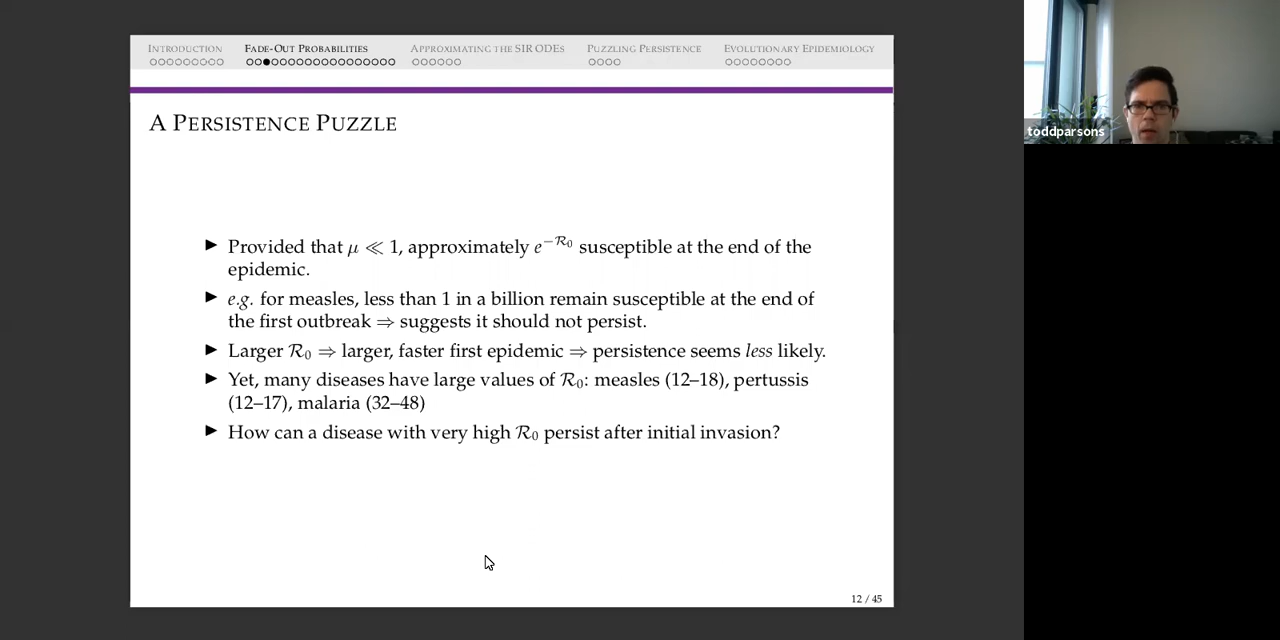 INTRODUCTION FADE-OUT PROBABILITIES APPROXIMATING THE SIR ODES PUZZLING PERSISTENCE EVOLUTIONARY EPIDEMIOLOGY
A PERSISTENCE PUZZLE
▶ Provided that μ ≪ 1, approximately e^{−R₀} susceptible at the end of the
epidemic.
▶ e.g. for measles, less than 1 in a billion remain susceptible at the end of
the first outbreak ⇒ suggests it should not persist.
▶ Larger R₀ ⇒ larger, faster first epidemic ⇒ persistence seems less likely.
▶ Yet, many diseases have large values of R₀: measles (12–18), pertussis
(12–17), malaria (32–48)
▶ How can a disease with very high R₀ persist after initial invasion?
12 / 45
toddparsons